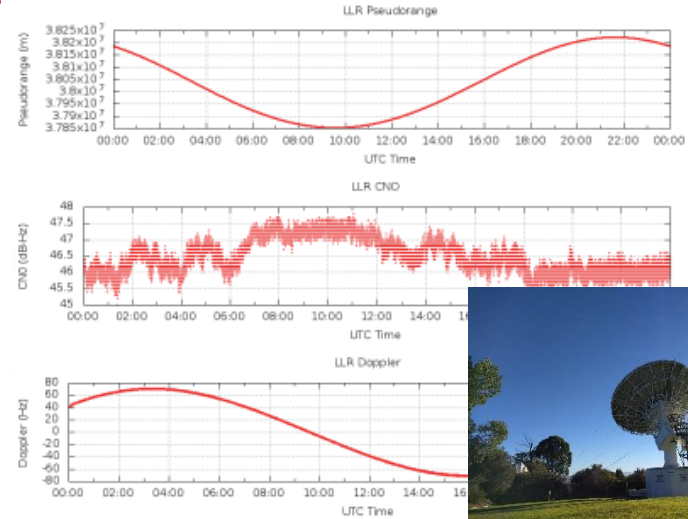 LLR Pseudorange
Pseudorange (m)
3.825x10^7
3.82x10^7
3.815x10^7
3.81x10^7
3.805x10^7
3.8x10^7
3.795x10^7
3.79x10^7
3.785x10^7
00:00 02:00 04:00 06:00 08:00 10:00 12:00 14:00 16:00 18:00 20:00 22:00 00:00
UTC Time
LLR CNO
CNO (dB-Hz)
48
47.5
47
46.5
46
45.5
45
00:00 02:00 04:00 06:00 08:00 10:00 12:00 14:00 1
UTC Time
LLR Doppler
Doppler (Hz)
80
60
40
20
0
-20
-40
-60
-80
00:00 02:00 04:00 06:00 08:00 10:00 12:00 14:00 16
UTC Time